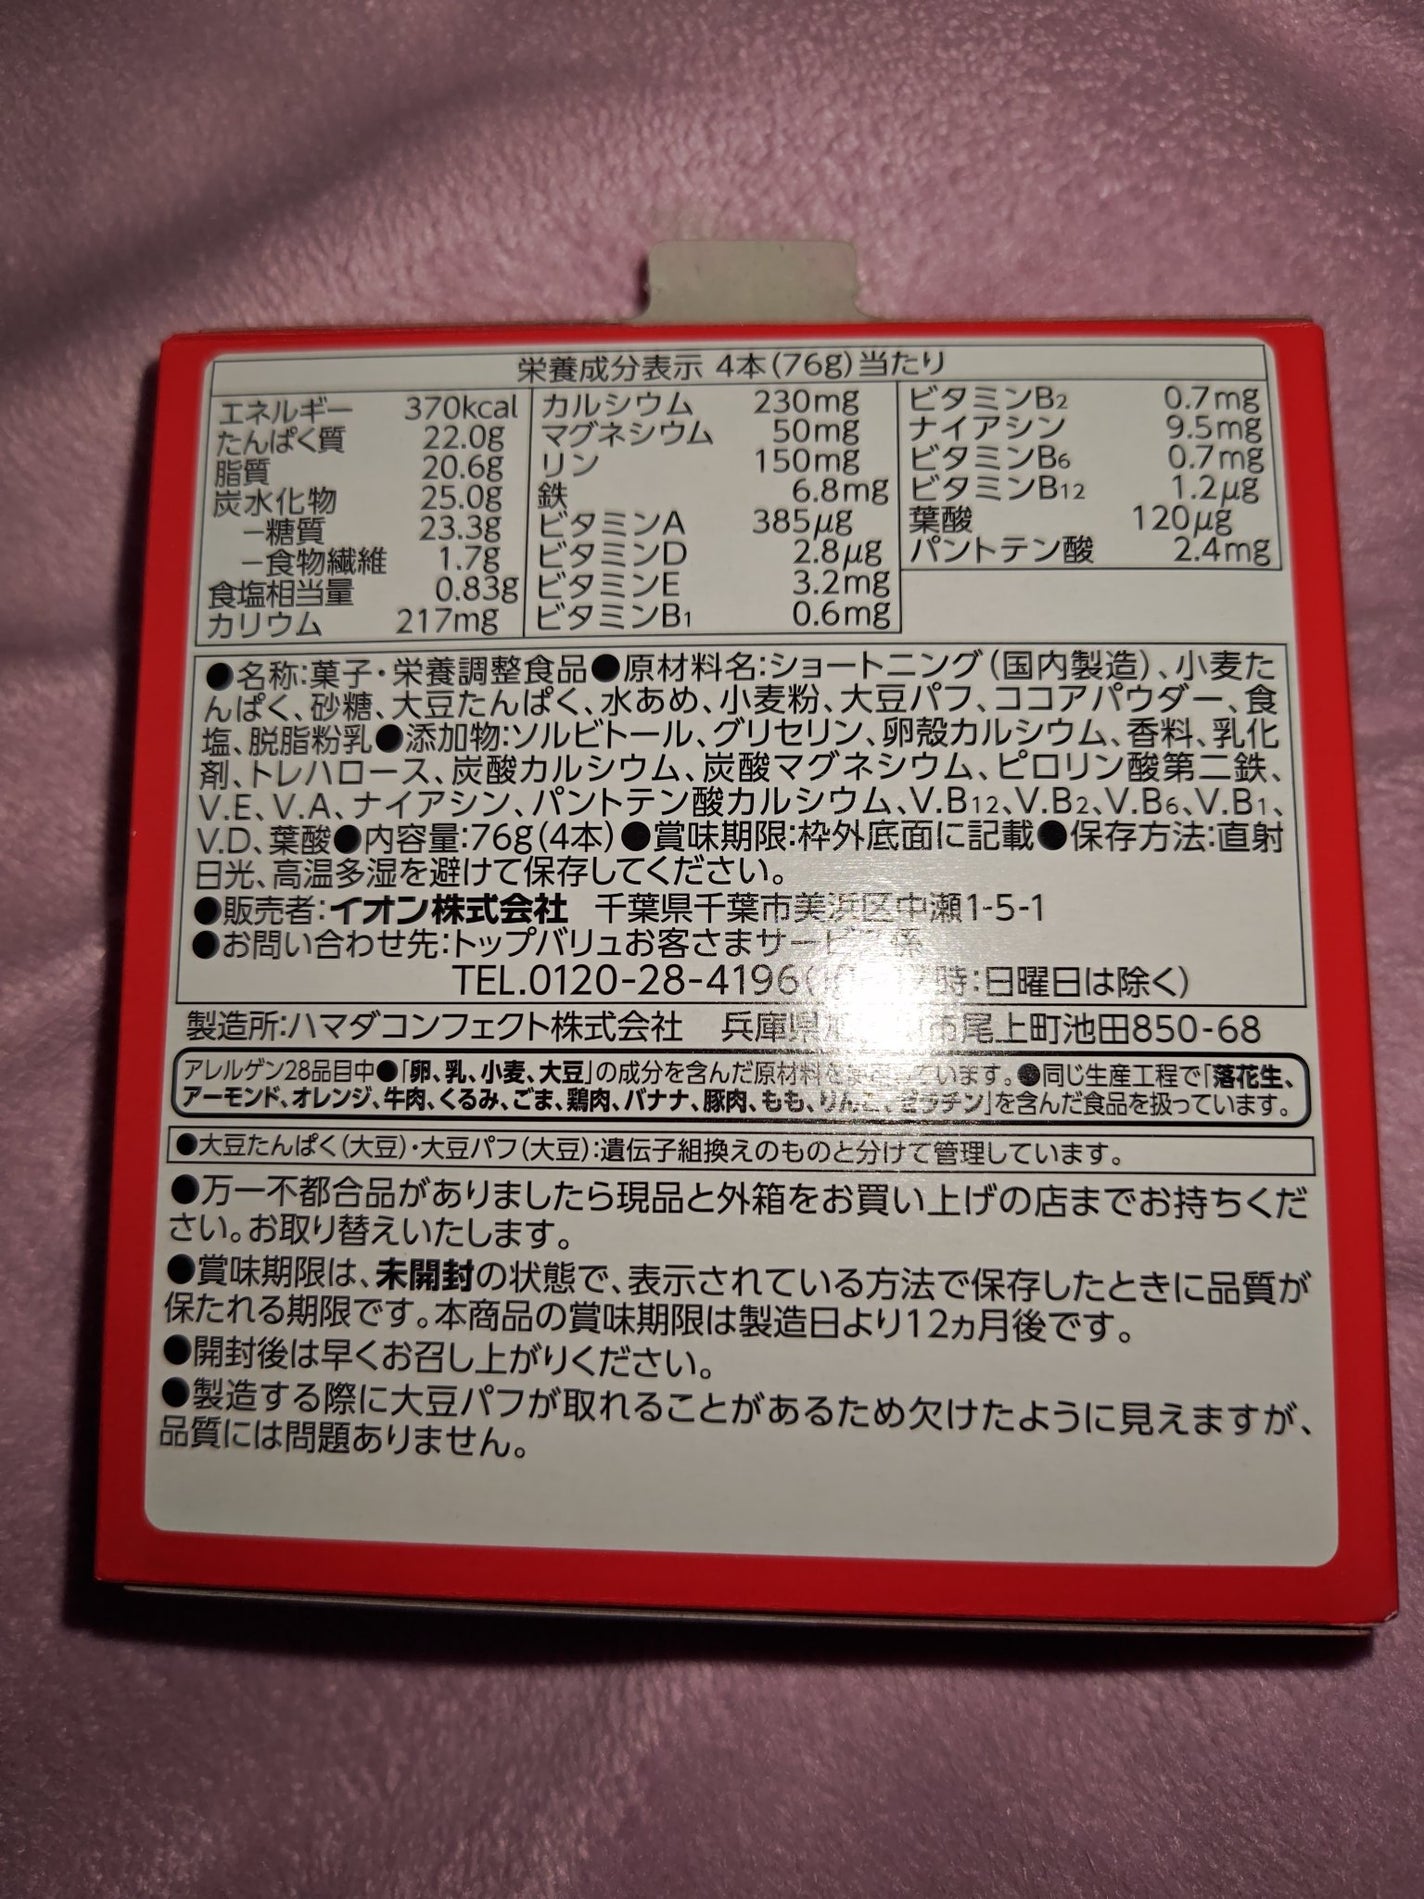 栄養成分表示 4本(76g)当たり
エネルギー 370kcal
たんぱく質 22.0g
脂質 20.6g
炭水化物 25.0g
−糖質 23.3g
−食物繊維 1.7g
食塩相当量 0.83g
カリウム 217mg
カルシウム 230mg
マグネシウム 50mg
リン 150mg
鉄 6.8mg
ビタミンA 385μg
ビタミンD 2.8μg
ビタミンE 3.2mg
ビタミンB1 0.6mg
ビタミンB2 0.7mg
ナイアシン 9.5mg
ビタミンB6 0.7mg
ビタミンB12 1.2μg
葉酸 120μg
パントテン酸 2.4mg
●名称:菓子・栄養調整食品●原材料名:ショートニング(国内製造)、小麦た
んぱく、砂糖、大豆たんぱく、水あめ、小麦粉、大豆パフ、ココアパウダー、食
塩、脱脂粉乳●添加物:ソルビトール、グリセリン、卵殻カルシウム、香料、乳化
剤、トレハロース、炭酸カルシウム、炭酸マグネシウム、ピロリン酸第二鉄、
V.E、V.A、ナイアシン、パントテン酸カルシウム、V.B12、V.B2、V.B6、V.B1、
V.D、葉酸●内容量:76g(4本)●賞味期限:枠外底面に記載●保存方法:直射
日光、高温多湿を避けて保存してください。
●販売者:イオン株式会社 千葉県千葉市美浜区中瀬1-5-1
●お問い合わせ先:トップバリュお客さまサービス係
TEL.0120-28-4196( 時:日曜日は除く)
製造所:ハマダコンフェクト株式会社 兵庫県 市尾上町池田850-68
アレルゲン28品目中●「卵、乳、小麦、大豆」の成分を含んだ原材料を ています。●同じ生産工程で「落花生、
アーモンド、オレンジ、牛肉、くるみ、ごま、鶏肉、バナナ、豚肉、もも、りんご、ゼラチン」を含んだ食品を扱っています。
●大豆たんぱく(大豆)・大豆パフ(大豆):遺伝子組換えのものと分けて管理しています。
●万一不都合品がありましたら現品と外箱をお買い上げの店までお持ちくだ
さい。お取り替えいたします。
●賞味期限は、未開封の状態で、表示されている方法で保存したときに品質が
保たれる期限です。本商品の賞味期限は製造日より12ヵ月後です。
●開封後は早くお召し上がりください。
●製造する際に大豆パフが取れることがあるため欠けたように見えますが、
品質には問題ありません。